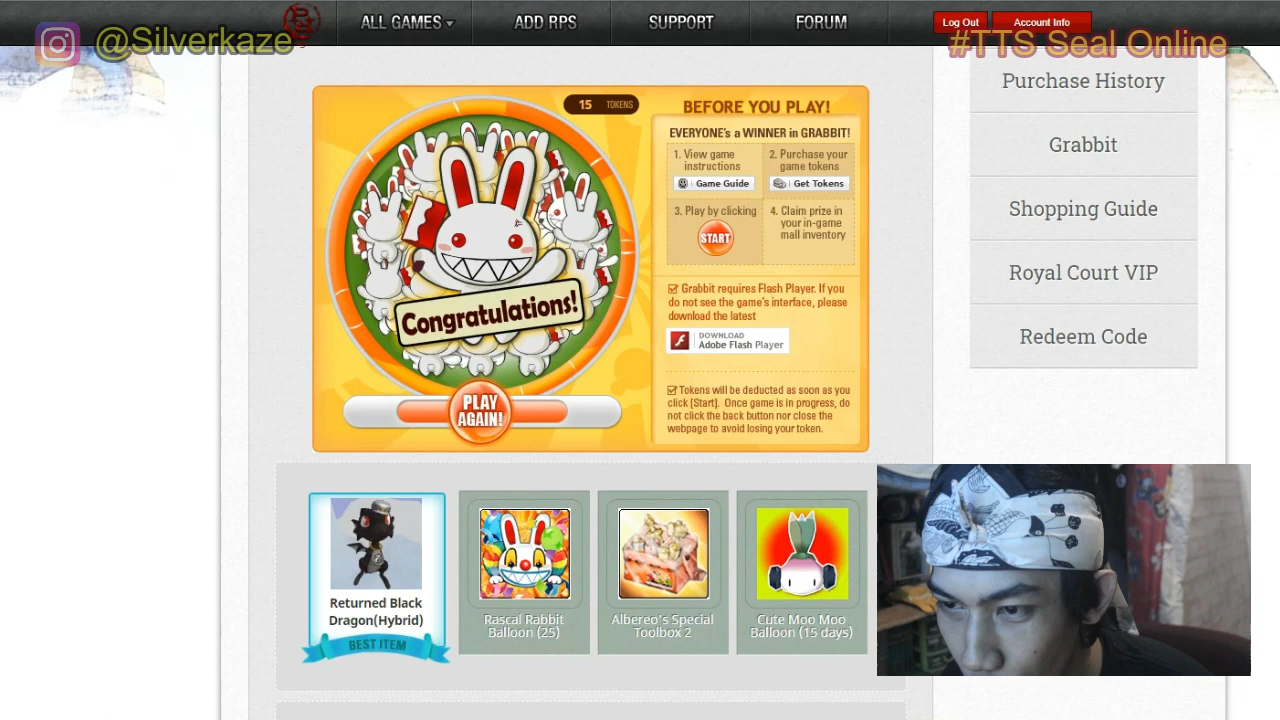 ALL GAMES
ADD RPS
SUPPORT
FORUM
Log Out
Account Info
@Silverkaze
#TTS Seal Online
Purchase History
Grabbit
Shopping Guide
Royal Court VIP
Redeem Code
15 TOKENS
Congratulations!
PLAY
AGAIN!
BEFORE YOU PLAY!
EVERYONE's a WINNER in GRABBIT!
1. View game
instructions
Game Guide
2. Purchase your
game tokens
Get Tokens
3. Play by clicking
START
4. Claim prize in
your in-game
mall inventory
Grabbit requires Flash Player. If you
do not see the game's interface, please
download the latest
DOWNLOAD
Adobe Flash Player
Tokens will be deducted as soon as you
click [Start]. Once game is in progress, do
not click the back button nor close the
webpage to avoid losing your token.
Returned Black
Dragon(Hybrid)
BEST ITEM
Rascal Rabbit
Balloon (25)
Albereo's Special
Toolbox 2
Cute Moo Moo
Balloon (15 days)